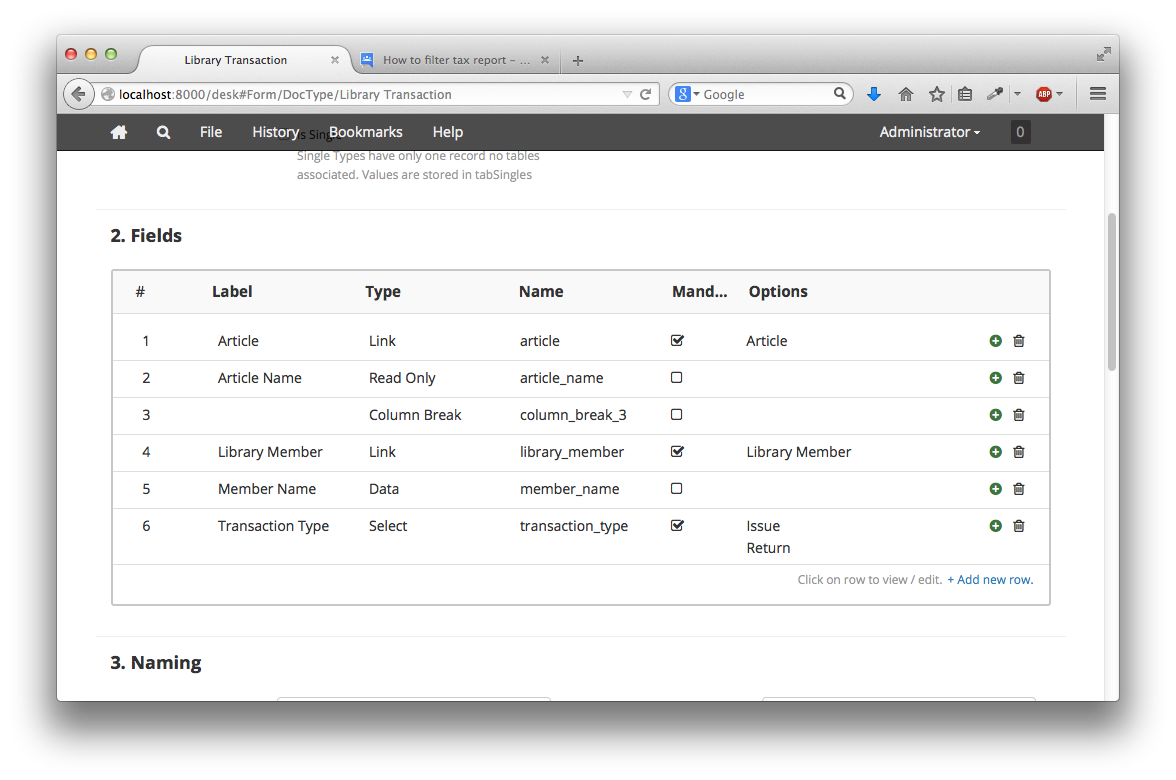 Library Transaction
How to filter tax report – ...
localhost:8000/desk#Form/DocType/Library Transaction
8 Google
ABP
File History Bookmarks Help Administrator 0
Is Sing
Single Types have only one record no tables
associated. Values are stored in tabSingles
2. Fields
# Label Type Name Mand... Options
1 Article Link article Article
2 Article Name Read Only article_name
3 Column Break column_break_3
4 Library Member Link library_member Library Member
5 Member Name Data member_name
6 Transaction Type Select transaction_type Issue
Return
Click on row to view / edit. + Add new row.
3. Naming